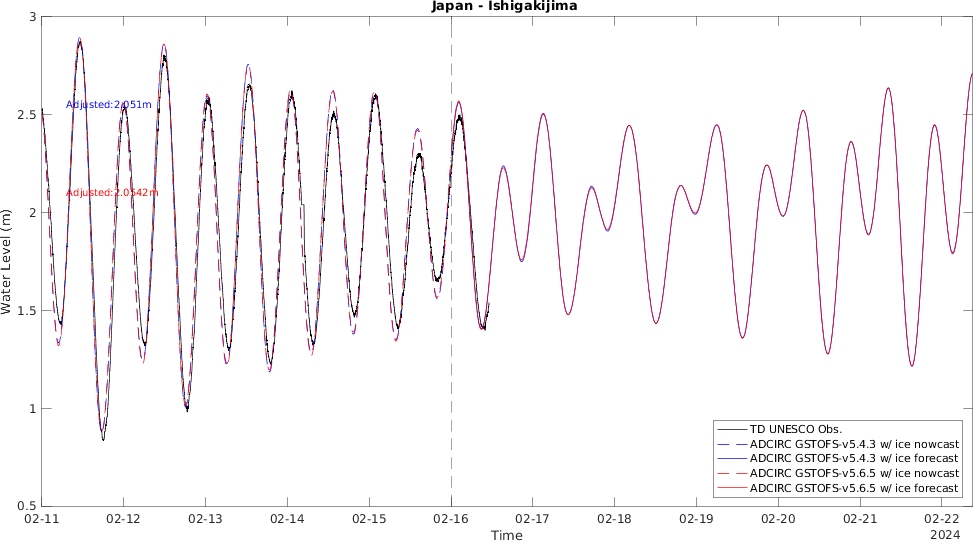 Japan - Ishigakijima
3
2.5
2
1.5
1
0.5
Water Level (m)
Adjusted:2.051m
Adjusted:2.0542m
TD UNESCO Obs.
ADCIRC GSTOFS-v5.4.3 w/ ice nowcast
ADCIRC GSTOFS-v5.4.3 w/ ice forecast
ADCIRC GSTOFS-v5.6.5 w/ ice nowcast
ADCIRC GSTOFS-v5.6.5 w/ ice forecast
02-11 02-12 02-13 02-14 02-15 02-16 02-17 02-18 02-19 02-20 02-21 02-22
Time
2024